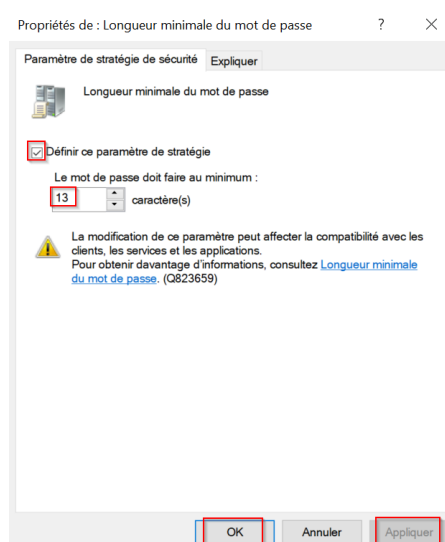 Propriétés de : Longueur minimale du mot de passe ? ×
Paramètre de stratégie de sécurité Expliquer
Longueur minimale du mot de passe
Définir ce paramètre de stratégie
Le mot de passe doit faire au minimum :
13 caractère(s)
La modification de ce paramètre peut affecter la compatibilité avec les
clients, les services et les applications.
Pour obtenir davantage d'informations, consultez Longueur minimale
du mot de passe. (Q823659)
OK Annuler Appliquer